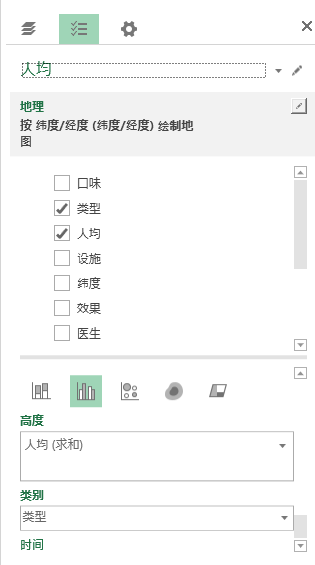 人均
地理
按 纬度/经度 (纬度/经度) 绘制地
图
口味
类型
人均
设施
纬度
效果
医生
高度
人均 (求和)
类别
类型
时间